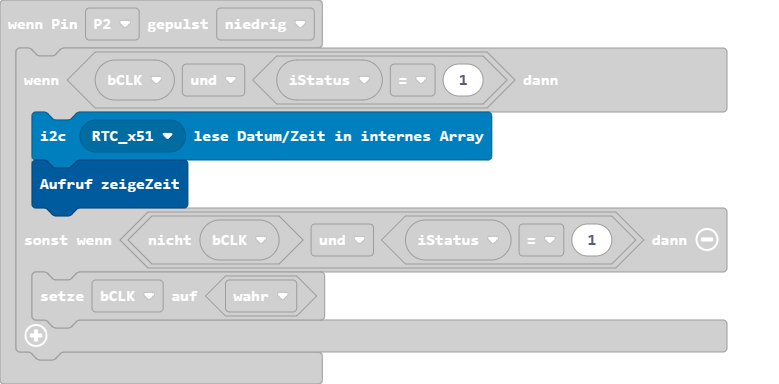 wenn Pin P2 gepulst niedrig
wenn bCLK und iStatus = 1 dann
i2c RTC_x51 lese Datum/Zeit in internes Array
Aufruf zeigeZeit
sonst wenn nicht bCLK und iStatus = 1 dann
setze bCLK auf wahr